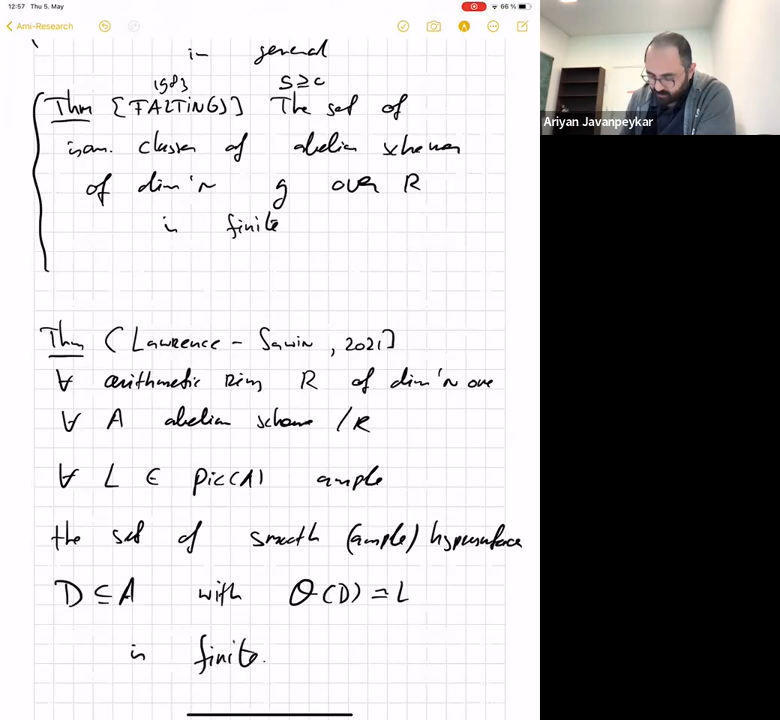 12:57 Thu 5. May
66 %
Ami-Research
in general
1983 S ≥ c
Thm [FALTINGS] The set of
isom. classes of abelian schemes
of dim'n g over R
is finite
Thm (Lawrence - Sawin, 2021]
∀ arithmetic ring R of dim'n one
∀ A abelian scheme /R
∀ L ∈ Pic(A) ample
the set of smooth (ample) hypersurfaces
D ⊆ A with O(D) ≅ L
is finite.
Ariyan Javanpeykar